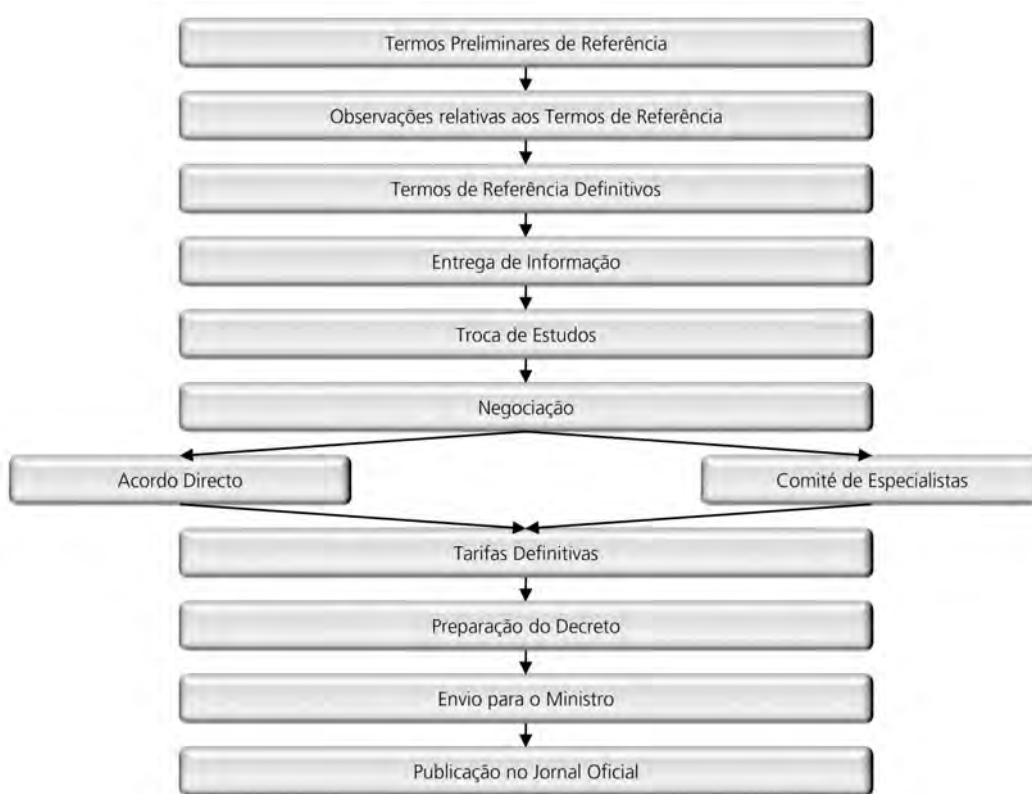 Termos Preliminares de Referência
Observações relativas aos Termos de Referência
Termos de Referência Definitivos
Entrega de Informação
Troca de Estudos
Negociação
Acordo Directo
Comité de Especialistas
Tarifas Definitivas
Preparação do Decreto
Envio para o Ministro
Publicação no Jornal Oficial